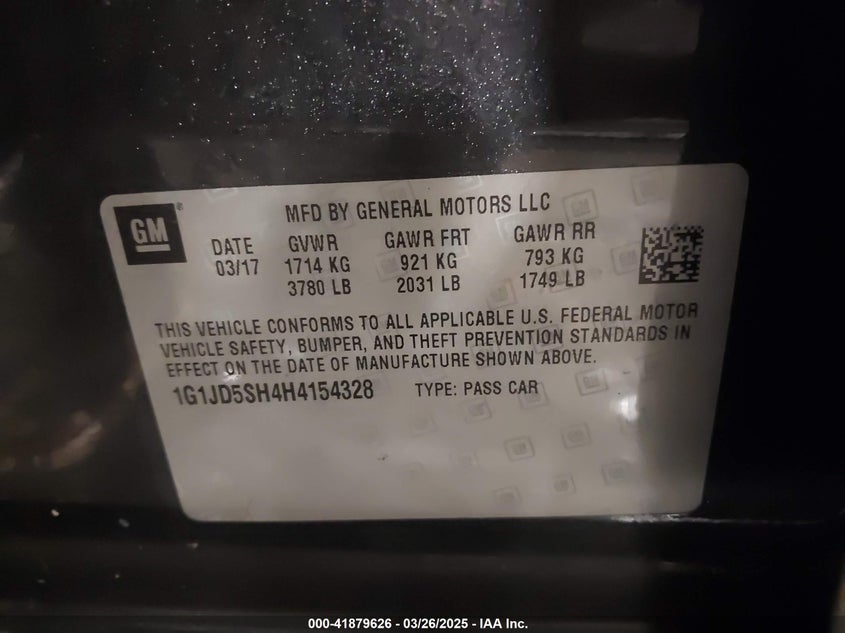 GM®
MFD BY GENERAL MOTORS LLC
DATE GVWR GAWR FRT GAWR RR
03/17 1714 KG 921 KG 793 KG
3780 LB 2031 LB 1749 LB
THIS VEHICLE CONFORMS TO ALL APPLICABLE U.S. FEDERAL MOTOR
VEHICLE SAFETY, BUMPER, AND THEFT PREVENTION STANDARDS IN
EFFECT ON THE DATE OF MANUFACTURE SHOWN ABOVE.
1G1JD5SH4H4154328 TYPE: PASS CAR
000-41879626 - 03/26/2025 - IAA Inc.